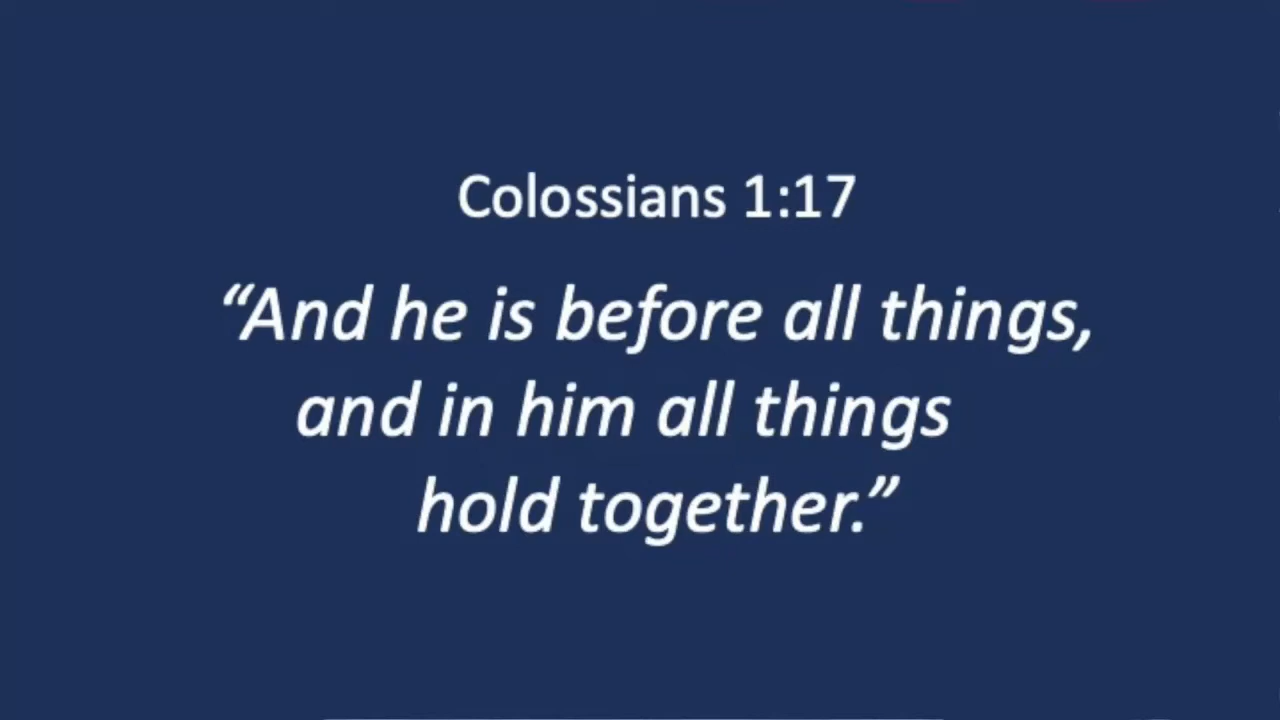 Colossians 1:17
“And he is before all things,
and in him all things
hold together.”